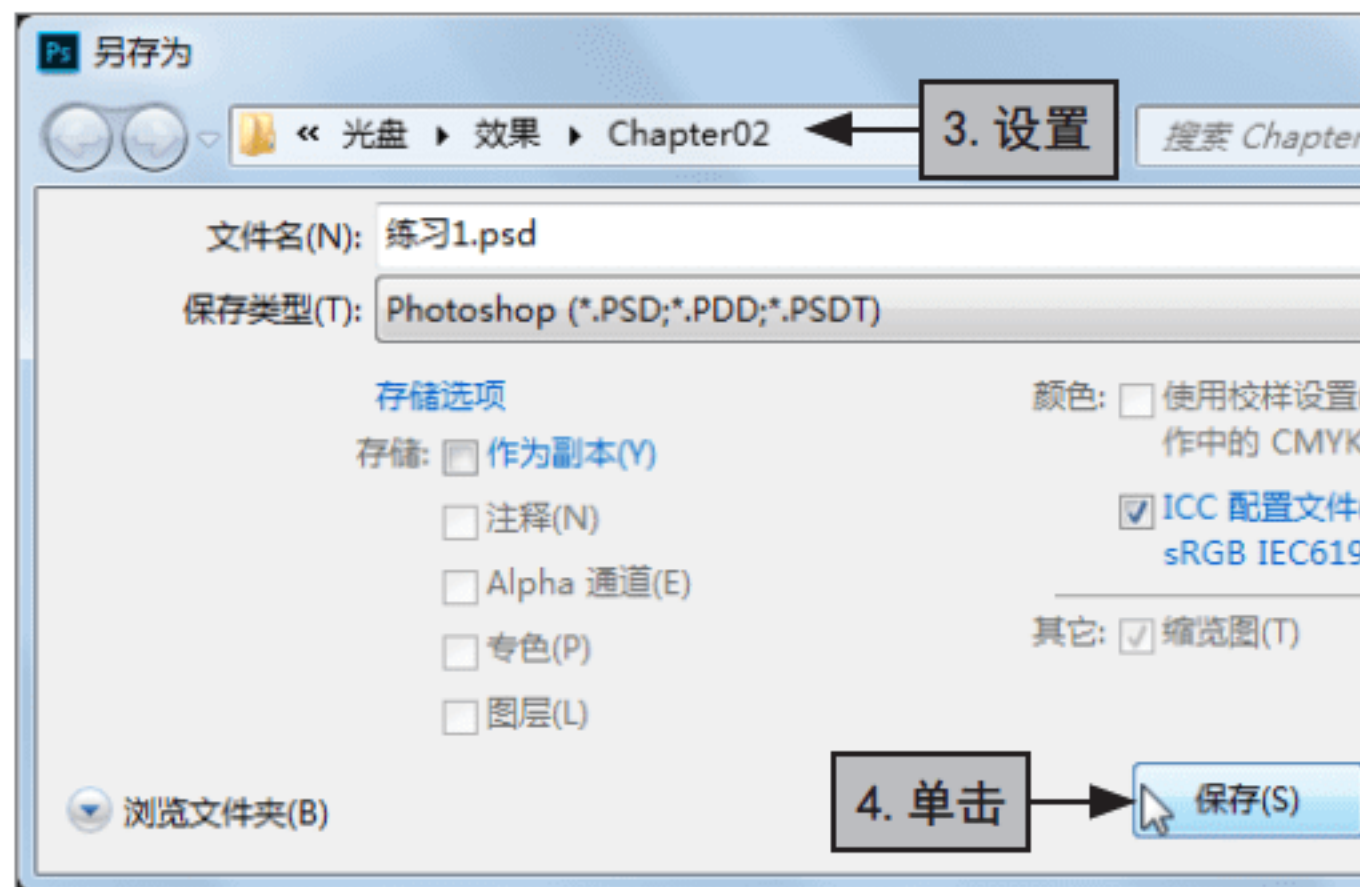 Ps 另存为
« 光盘 ▸ 效果 ▸ Chapter02 3. 设置 搜索 Chapter
文件名(N): 练习1.psd
保存类型(T): Photoshop (*.PSD;*.PDD;*.PSDT)
存储选项 颜色: 使用校样设置
作中的 CMYK
存储: 作为副本(Y)
注释(N) ICC 配置文件
sRGB IEC619
Alpha 通道(E)
其它: 缩览图(T)
专色(P)
图层(L)
浏览文件夹(B) 4. 单击 保存(S)